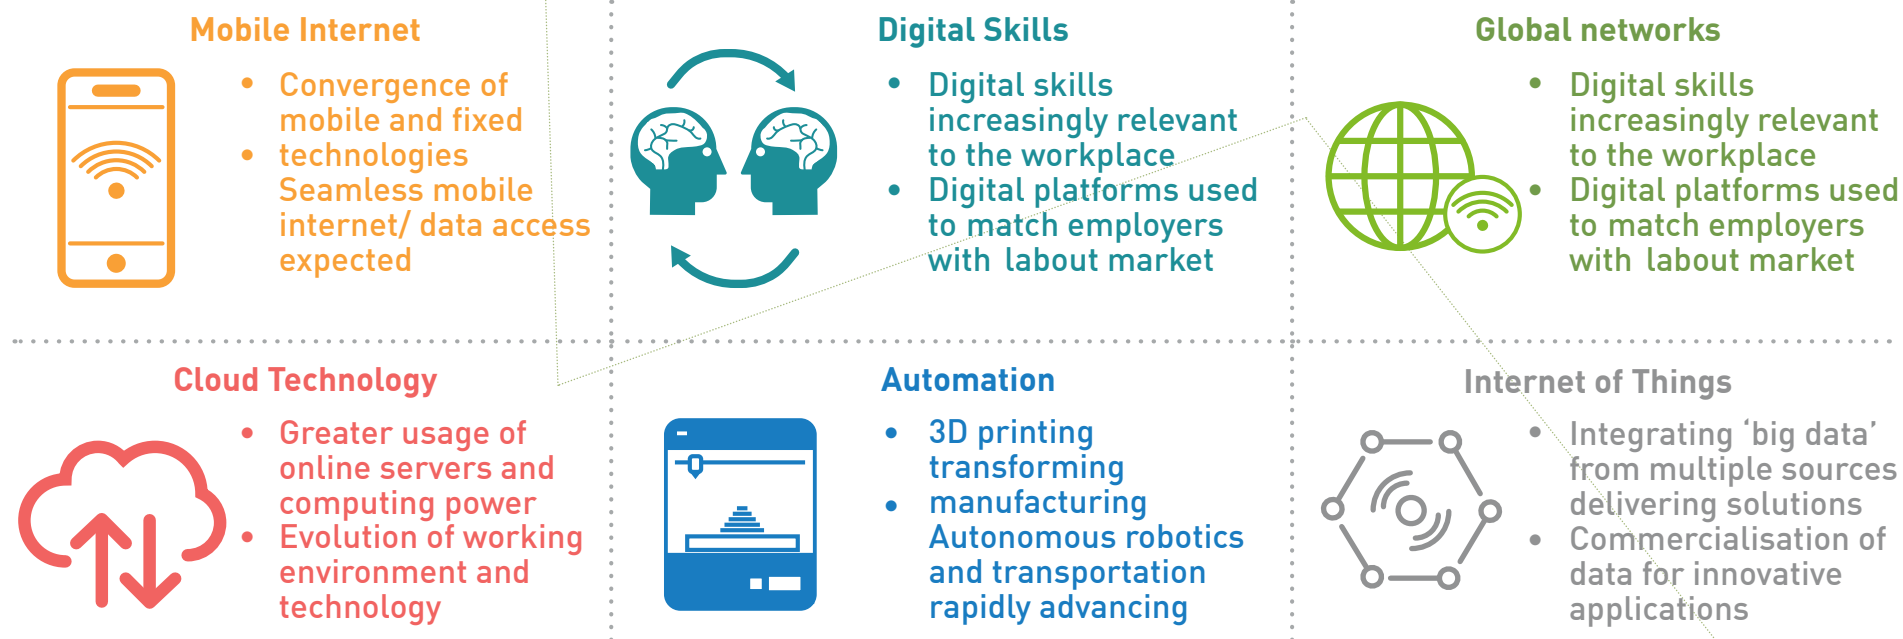 Mobile Internet
• Convergence of
mobile and fixed
• technologies
Seamless mobile
internet/ data access
expected
Digital Skills
• Digital skills
increasingly relevant
to the workplace
• Digital platforms used
to match employers
with labout market
Global networks
• Digital skills
increasingly relevant
to the workplace
• Digital platforms used
to match employers
with labout market
Cloud Technology
• Greater usage of
online servers and
computing power
• Evolution of working
environment and
technology
Automation
• 3D printing
transforming
• manufacturing
Autonomous robotics
and transportation
rapidly advancing
Internet of Things
• Integrating ‘big data’
from multiple sources
delivering solutions
• Commercialisation of
data for innovative
applications